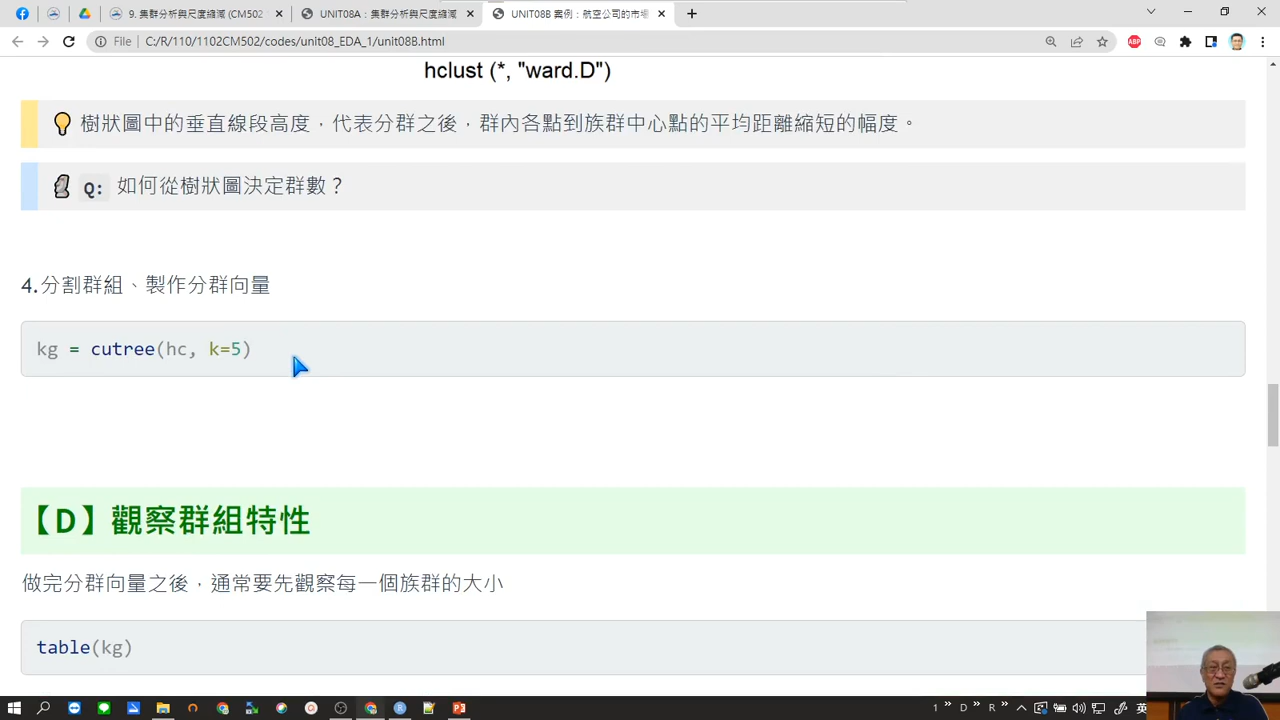 9. 集群分析與尺度縮減 (CM502
UNIT08A：集群分析與尺度縮減
UNIT08B 案例：航空公司的市場
File C:/R/110/1102CM502/codes/unit08_EDA_1/unit08B.html
ABP
hclust (*, "ward.D")
樹狀圖中的垂直線段高度，代表分群之後，群內各點到族群中心點的平均距離縮短的幅度。
Q: 如何從樹狀圖決定群數？
4.分割群組、製作分群向量
kg = cutree(hc, k=5)
【D】觀察群組特性
做完分群向量之後，通常要先觀察每一個族群的大小
table(kg)
1 » D » R » 英